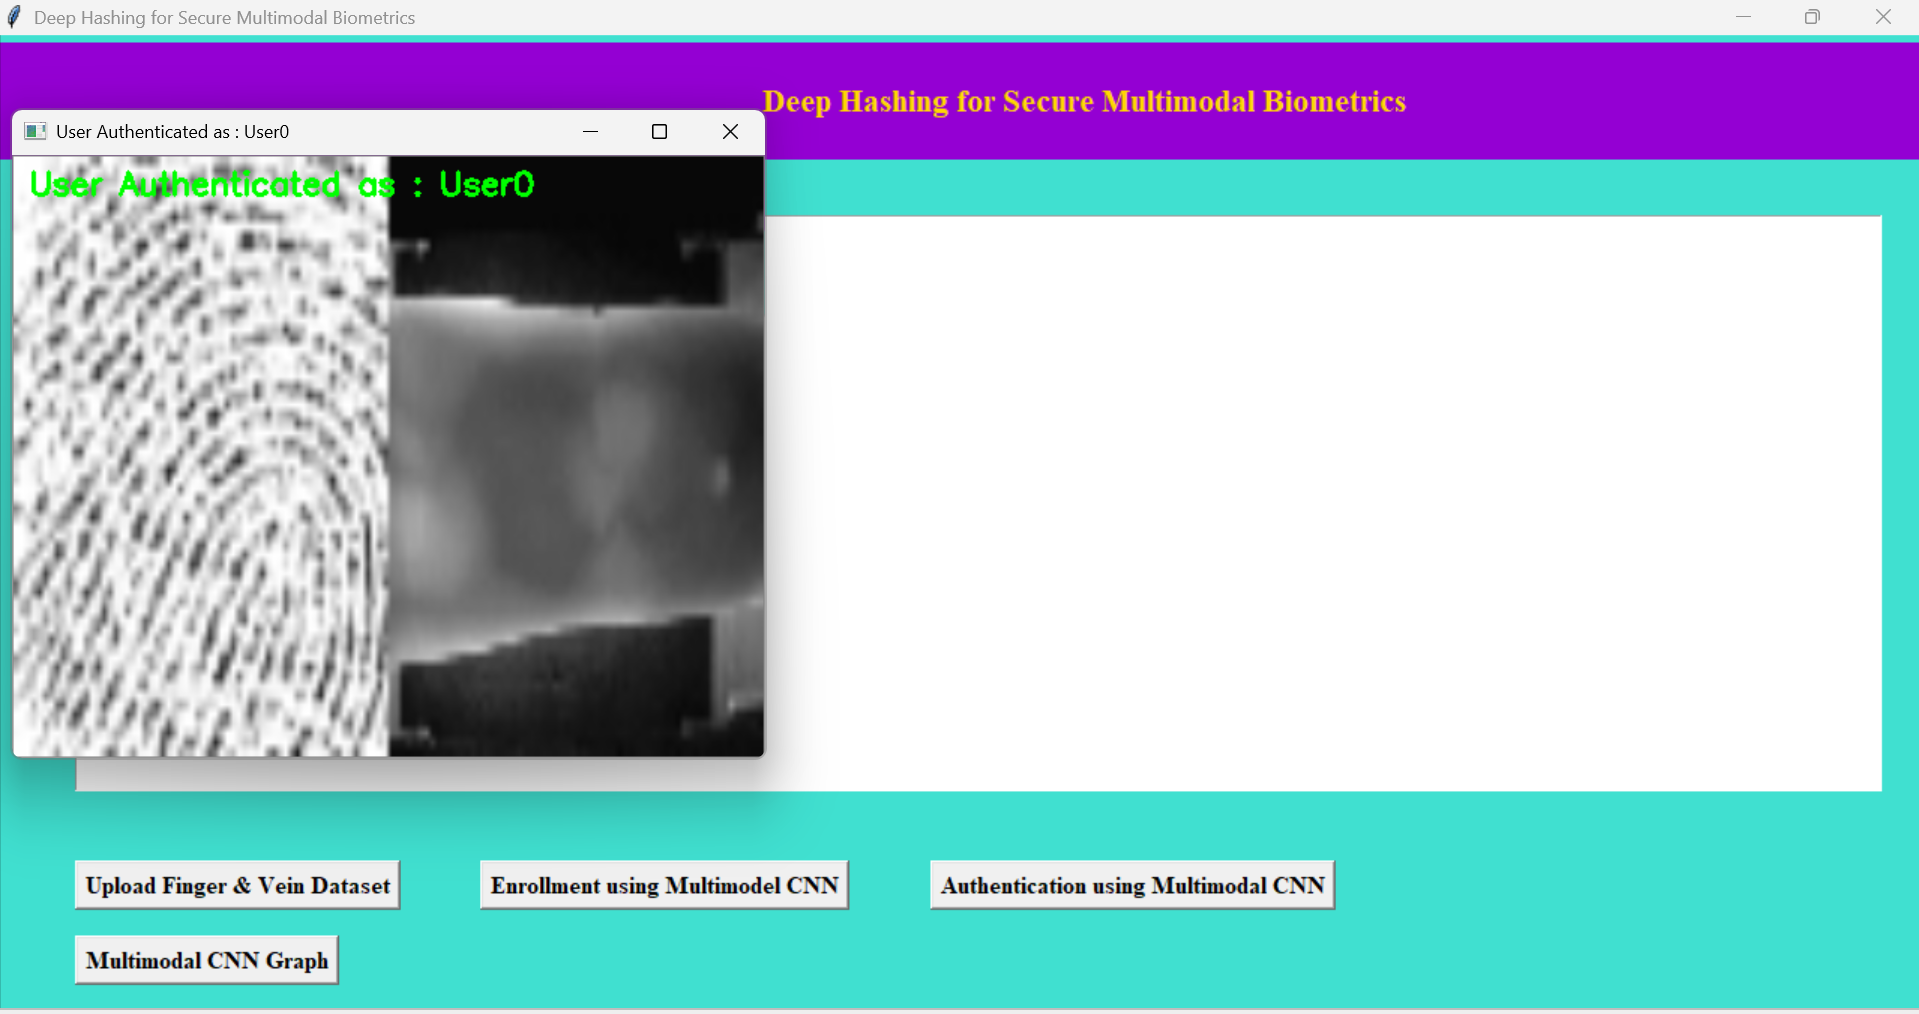 Deep Hashing for Secure Multimodal Biometrics
Deep Hashing for Secure Multimodal Biometrics
User Authenticated as : User0
User Authenticated as : User0
Upload Finger & Vein Dataset
Enrollment using Multimodel CNN
Authentication using Multimodal CNN
Multimodal CNN Graph